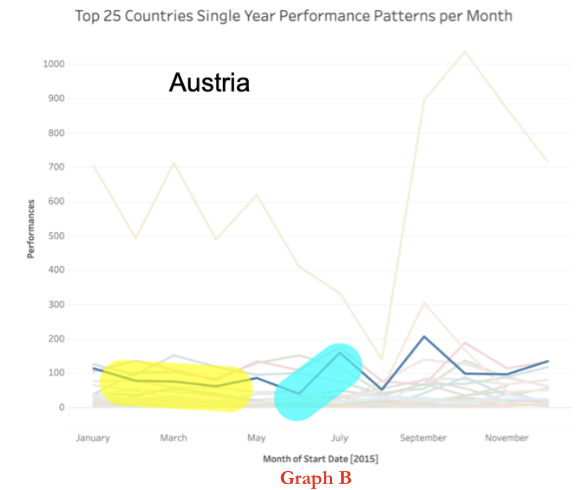 Top 25 Countries Single Year Performance Patterns per Month
Austria
1000
900
800
700
600
500
400
300
200
100
0
Performances
January March May July September November
Month of Start Date [2015]
Graph B